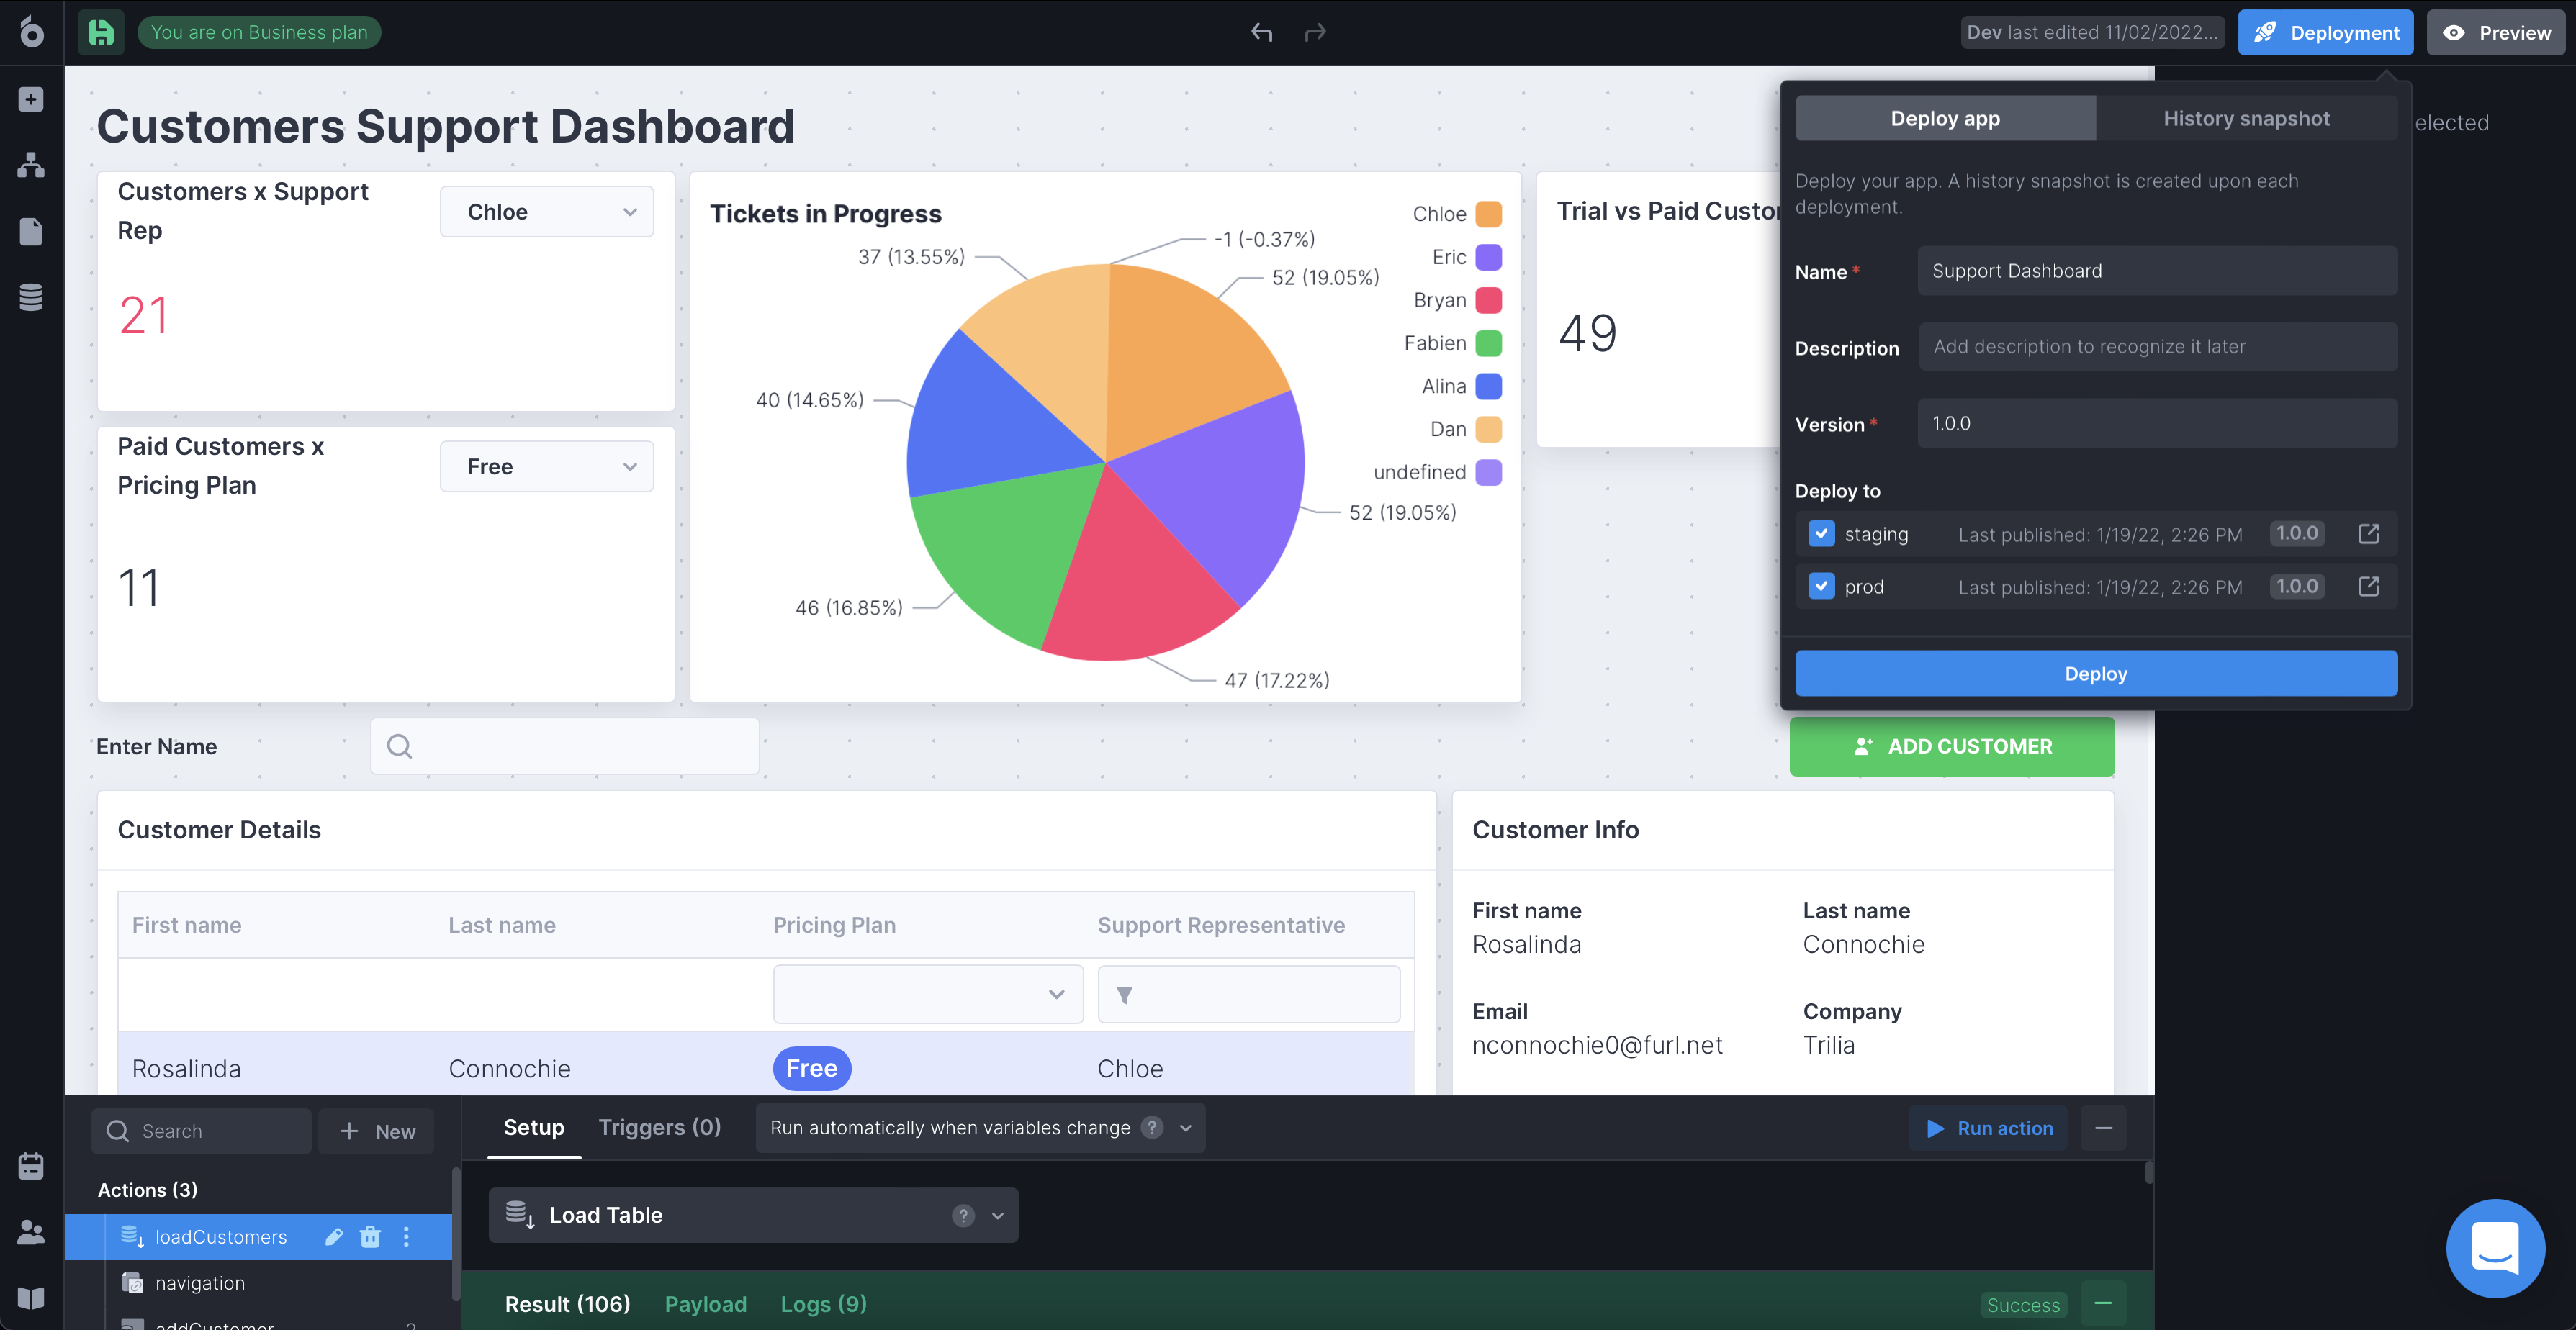 You are on Business plan
Dev last edited 11/02/2022...
Deployment
Preview
Customers Support Dashboard
Customers x Support
Rep
Chloe
21
Paid Customers x
Pricing Plan
Free
11
Tickets in Progress
-1 (-0.37%)
52 (19.05%)
52 (19.05%)
47 (17.22%)
46 (16.85%)
40 (14.65%)
37 (13.55%)
Chloe
Eric
Bryan
Fabien
Alina
Dan
undefined
Trial vs Paid Custo
49
Deploy app
History snapshot
elected
Deploy your app. A history snapshot is created upon each
deployment.
Name *
Support Dashboard
Description
Add description to recognize it later
Version *
1.0.0
Deploy to
staging Last published: 1/19/22, 2:26 PM 1.0.0
prod Last published: 1/19/22, 2:26 PM 1.0.0
Deploy
Enter Name
ADD CUSTOMER
Customer Details
First name Last name Pricing Plan Support Representative
Rosalinda Connochie Free Chloe
Customer Info
First name Last name
Rosalinda Connochie
Email Company
nconnochie0@furl.net Trilia
Search
New
Actions (3)
loadCustomers
navigation
addCustomer
Setup
Triggers (0)
Run automatically when variables change
Run action
Load Table
Result (106)
Payload
Logs (9)
Success